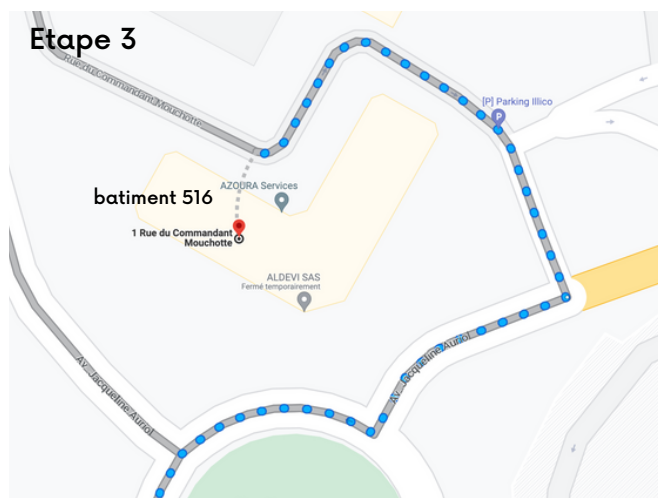 Etape 3
Rue du Commandant Mouchotte
[P] Parking Illico
P
AZOURA Services
batiment 516
1 Rue du Commandant
Mouchotte
ALDEVI SAS
Fermé temporairement
Av. Jacqueline Auriol
Av. Jacqueline Auriol